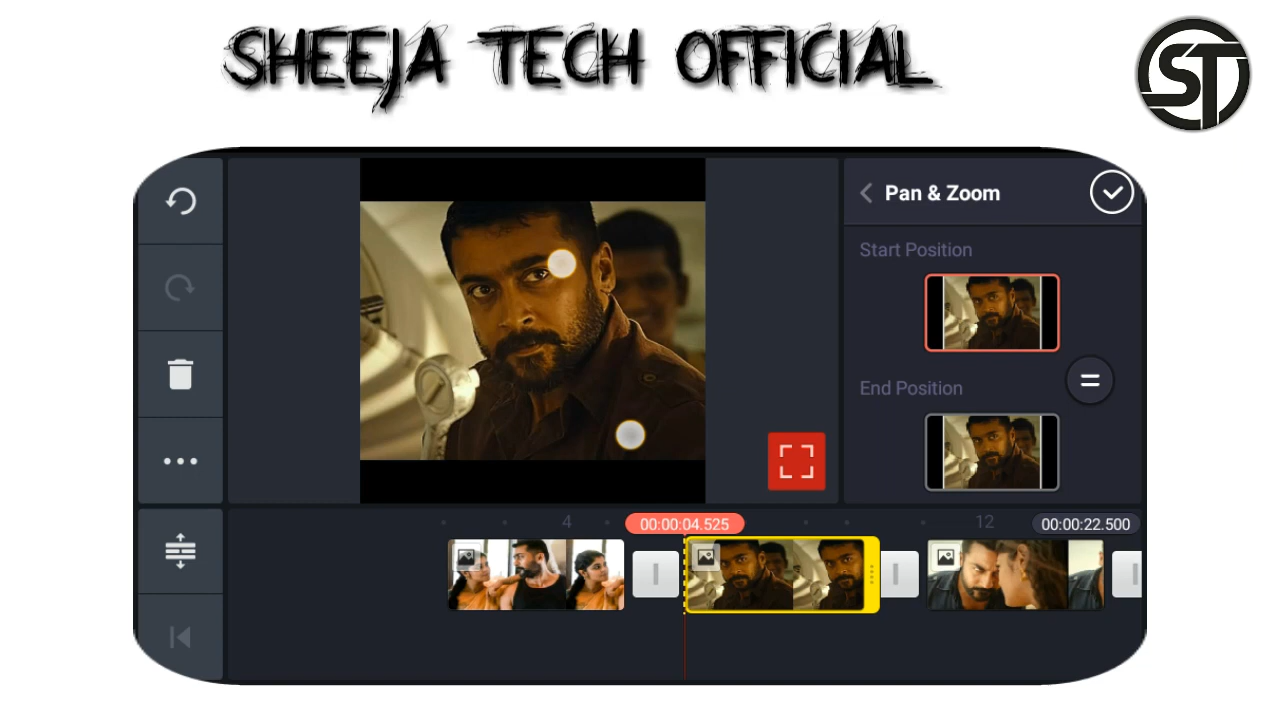 SHEEJA TECH OFFICIAL
ST
Pan & Zoom
Start Position
End Position
4
00:00:04.525
12
00:00:22.500